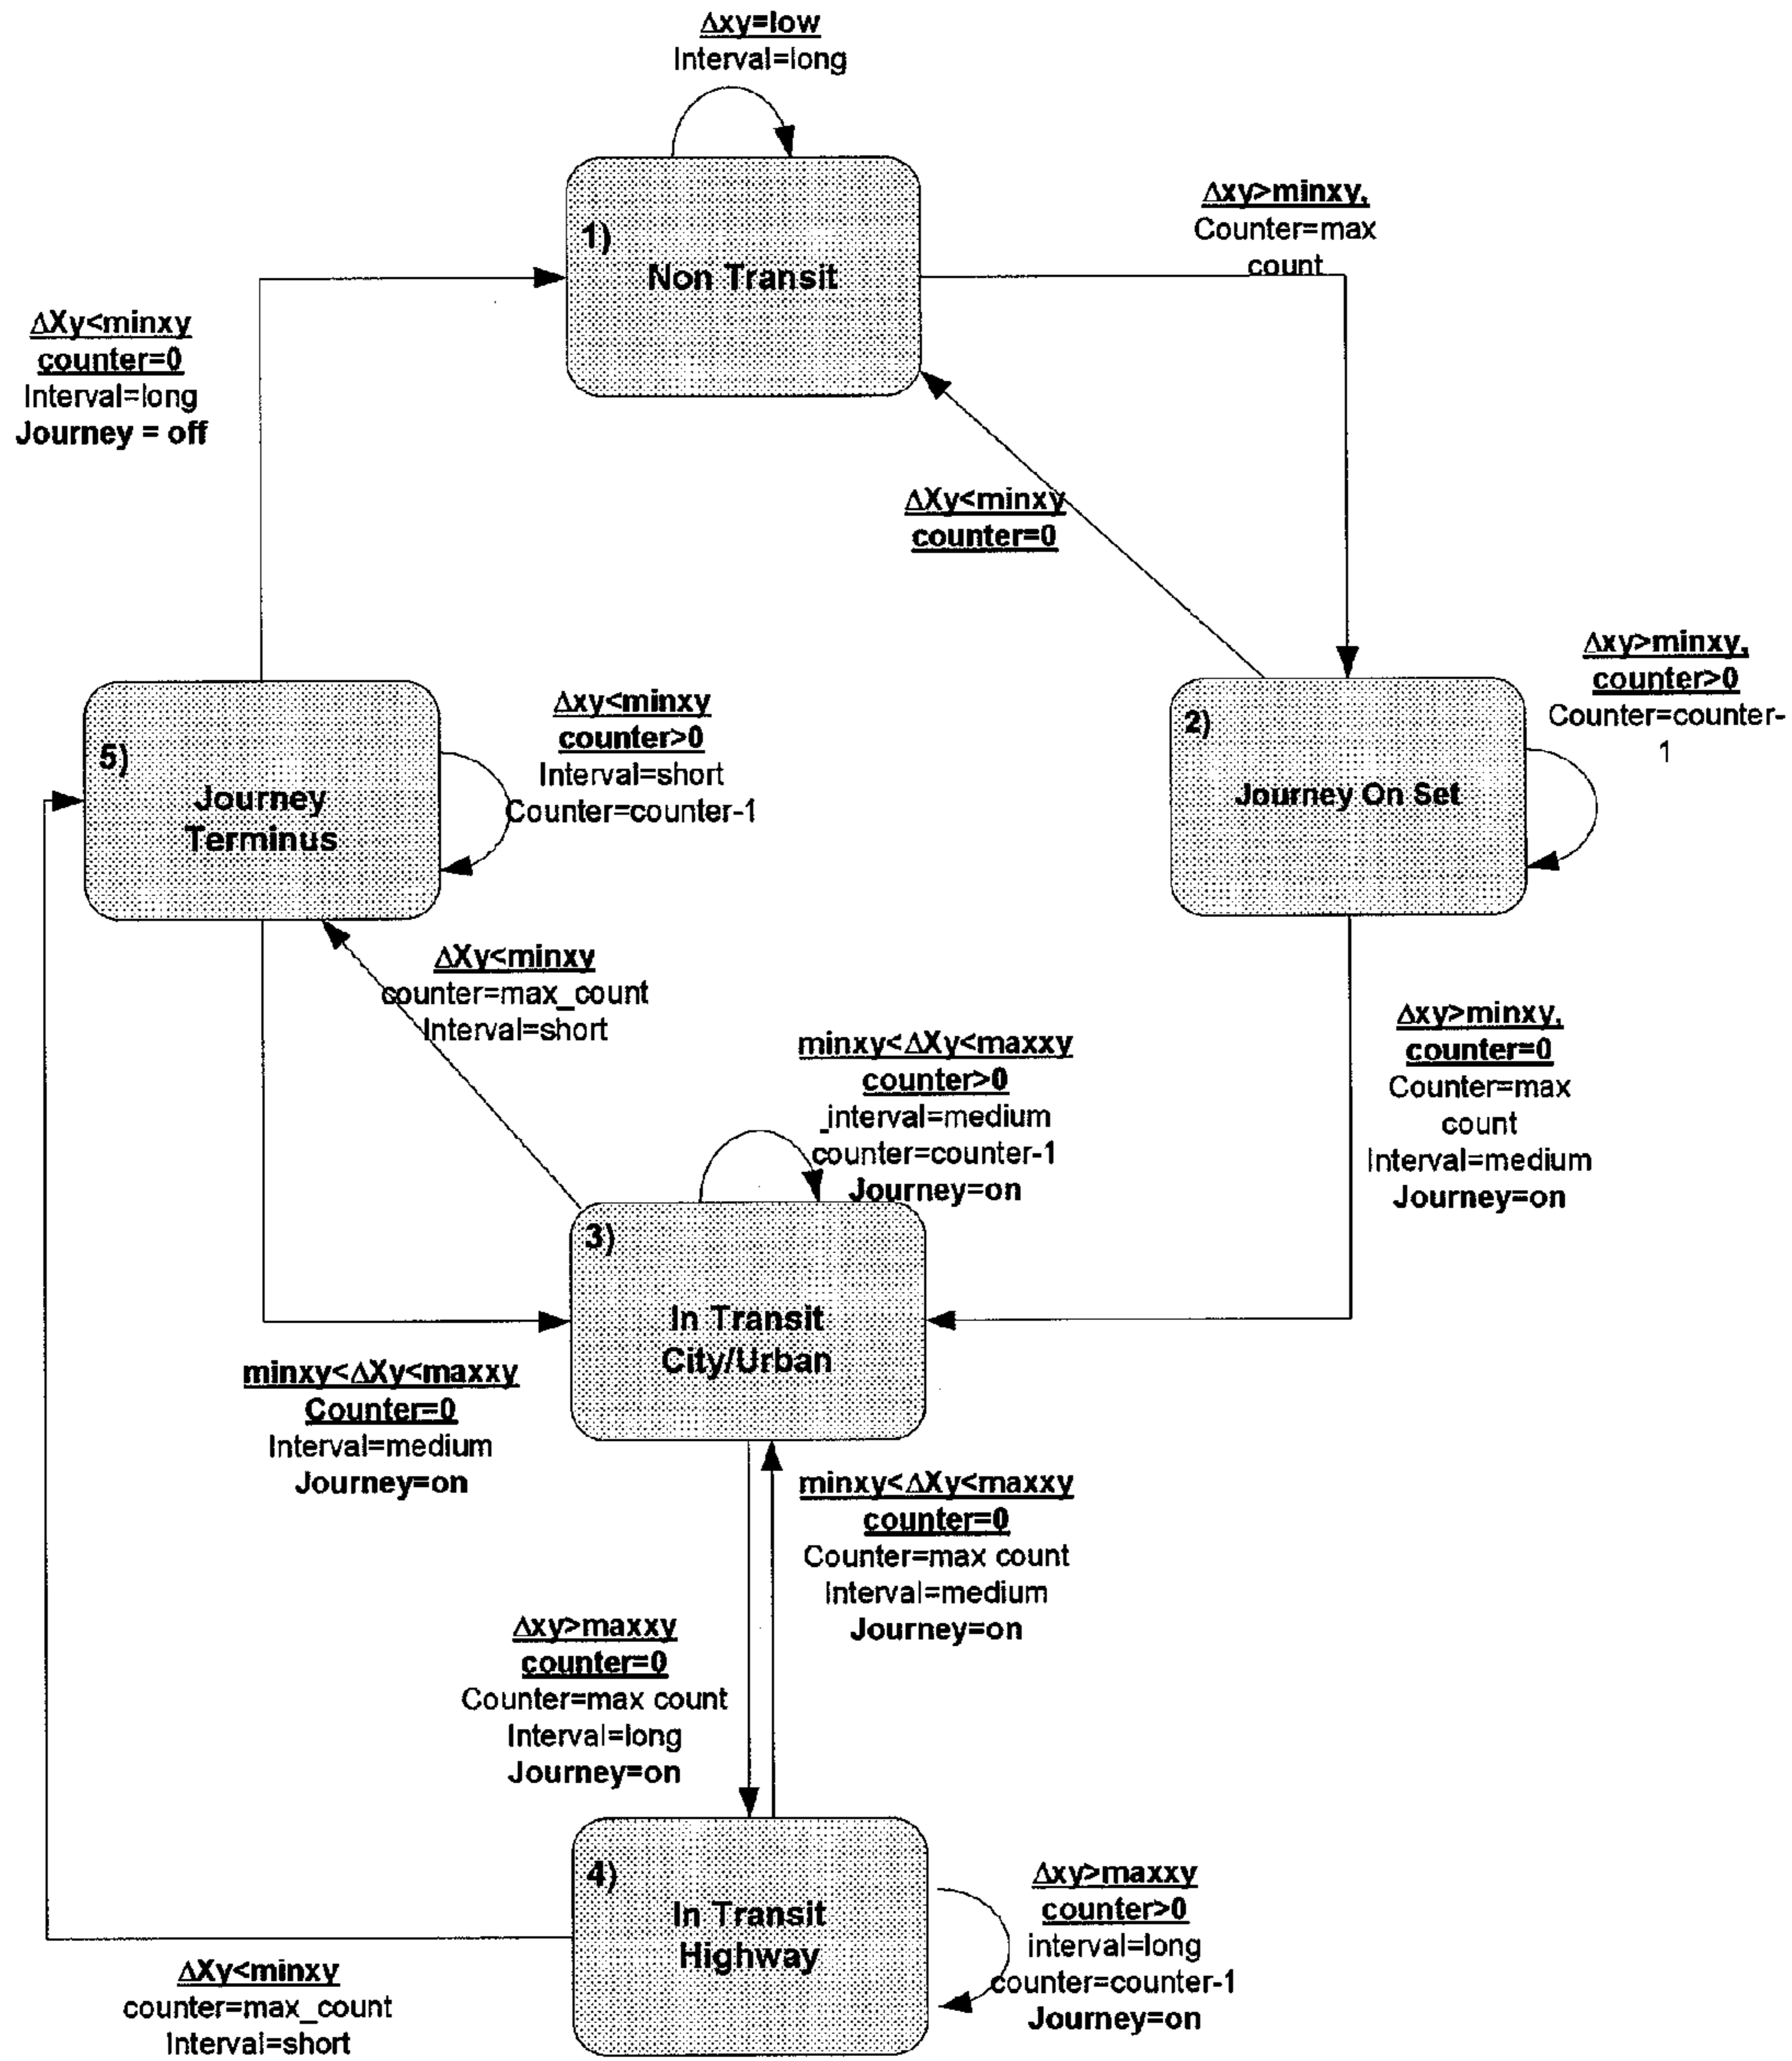 Δxy=low
Interval=long
1)
Non Transit
Δxy>minxy,
Counter=max
count
ΔXy<minxy
counter=0
Interval=long
Journey = off
ΔXy<minxy
counter=0
5)
Journey
Terminus
Δxy<minxy
counter>0
Interval=short
Counter=counter-1
2)
Journey On Set
Δxy>minxy,
counter>0
Counter=counter-
1
ΔXy<minxy
counter=max_count
Interval=short
minxy<ΔXy<maxxy
counter>0
interval=medium
counter=counter-1
Journey=on
Δxy>minxy,
counter=0
Counter=max
count
Interval=medium
Journey=on
3)
In Transit
City/Urban
minxy<ΔXy<maxxy
Counter=0
Interval=medium
Journey=on
minxy<ΔXy<maxxy
counter=0
Counter=max count
Interval=medium
Journey=on
Δxy>maxxy
counter=0
Counter=max count
Interval=long
Journey=on
4)
In Transit
Highway
Δxy>maxxy
counter>0
interval=long
counter=counter-1
Journey=on
ΔXy<minxy
counter=max_count
Interval=short